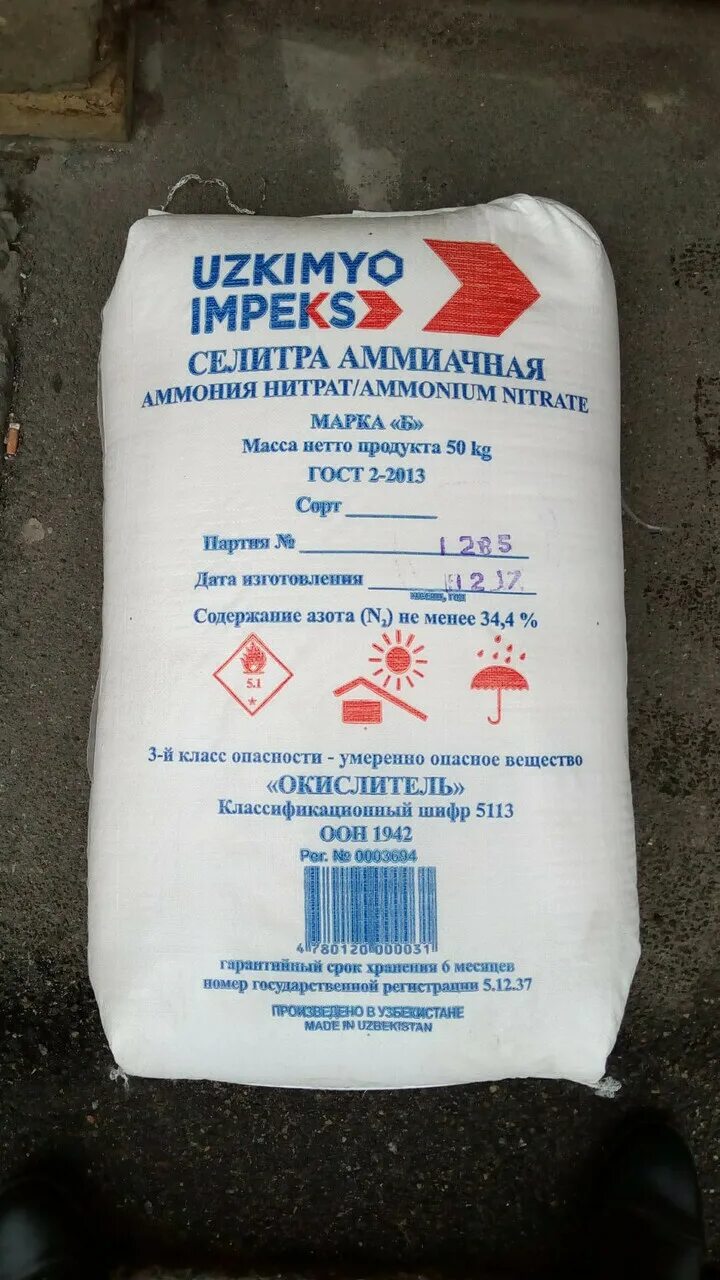 UZKIMYO
IMPEKS
СЕЛИТРА АММИАЧНАЯ
АММОНИЯ НИТРАТ/AMMONIUM NITRATE
МАРКА «Б»
Масса нетто продукта 50 kg
ГОСТ 2-2013
Сорт
Партия № 1285
Дата изготовления 12 17
месяц, год
Содержание азота (N₂) не менее 34,4 %
5.1
3-й класс опасности - умеренно опасное вещество
«ОКИСЛИТЕЛЬ»
Классификационный шифр 5113
ООН 1942
Рег. № 0003694
4 780120 000031
гарантийный срок хранения 6 месяцев
номер государственной регистрации 5.12.37
ПРОИЗВЕДЕНО В УЗБЕКИСТАНЕ
MADE IN UZBEKISTAN